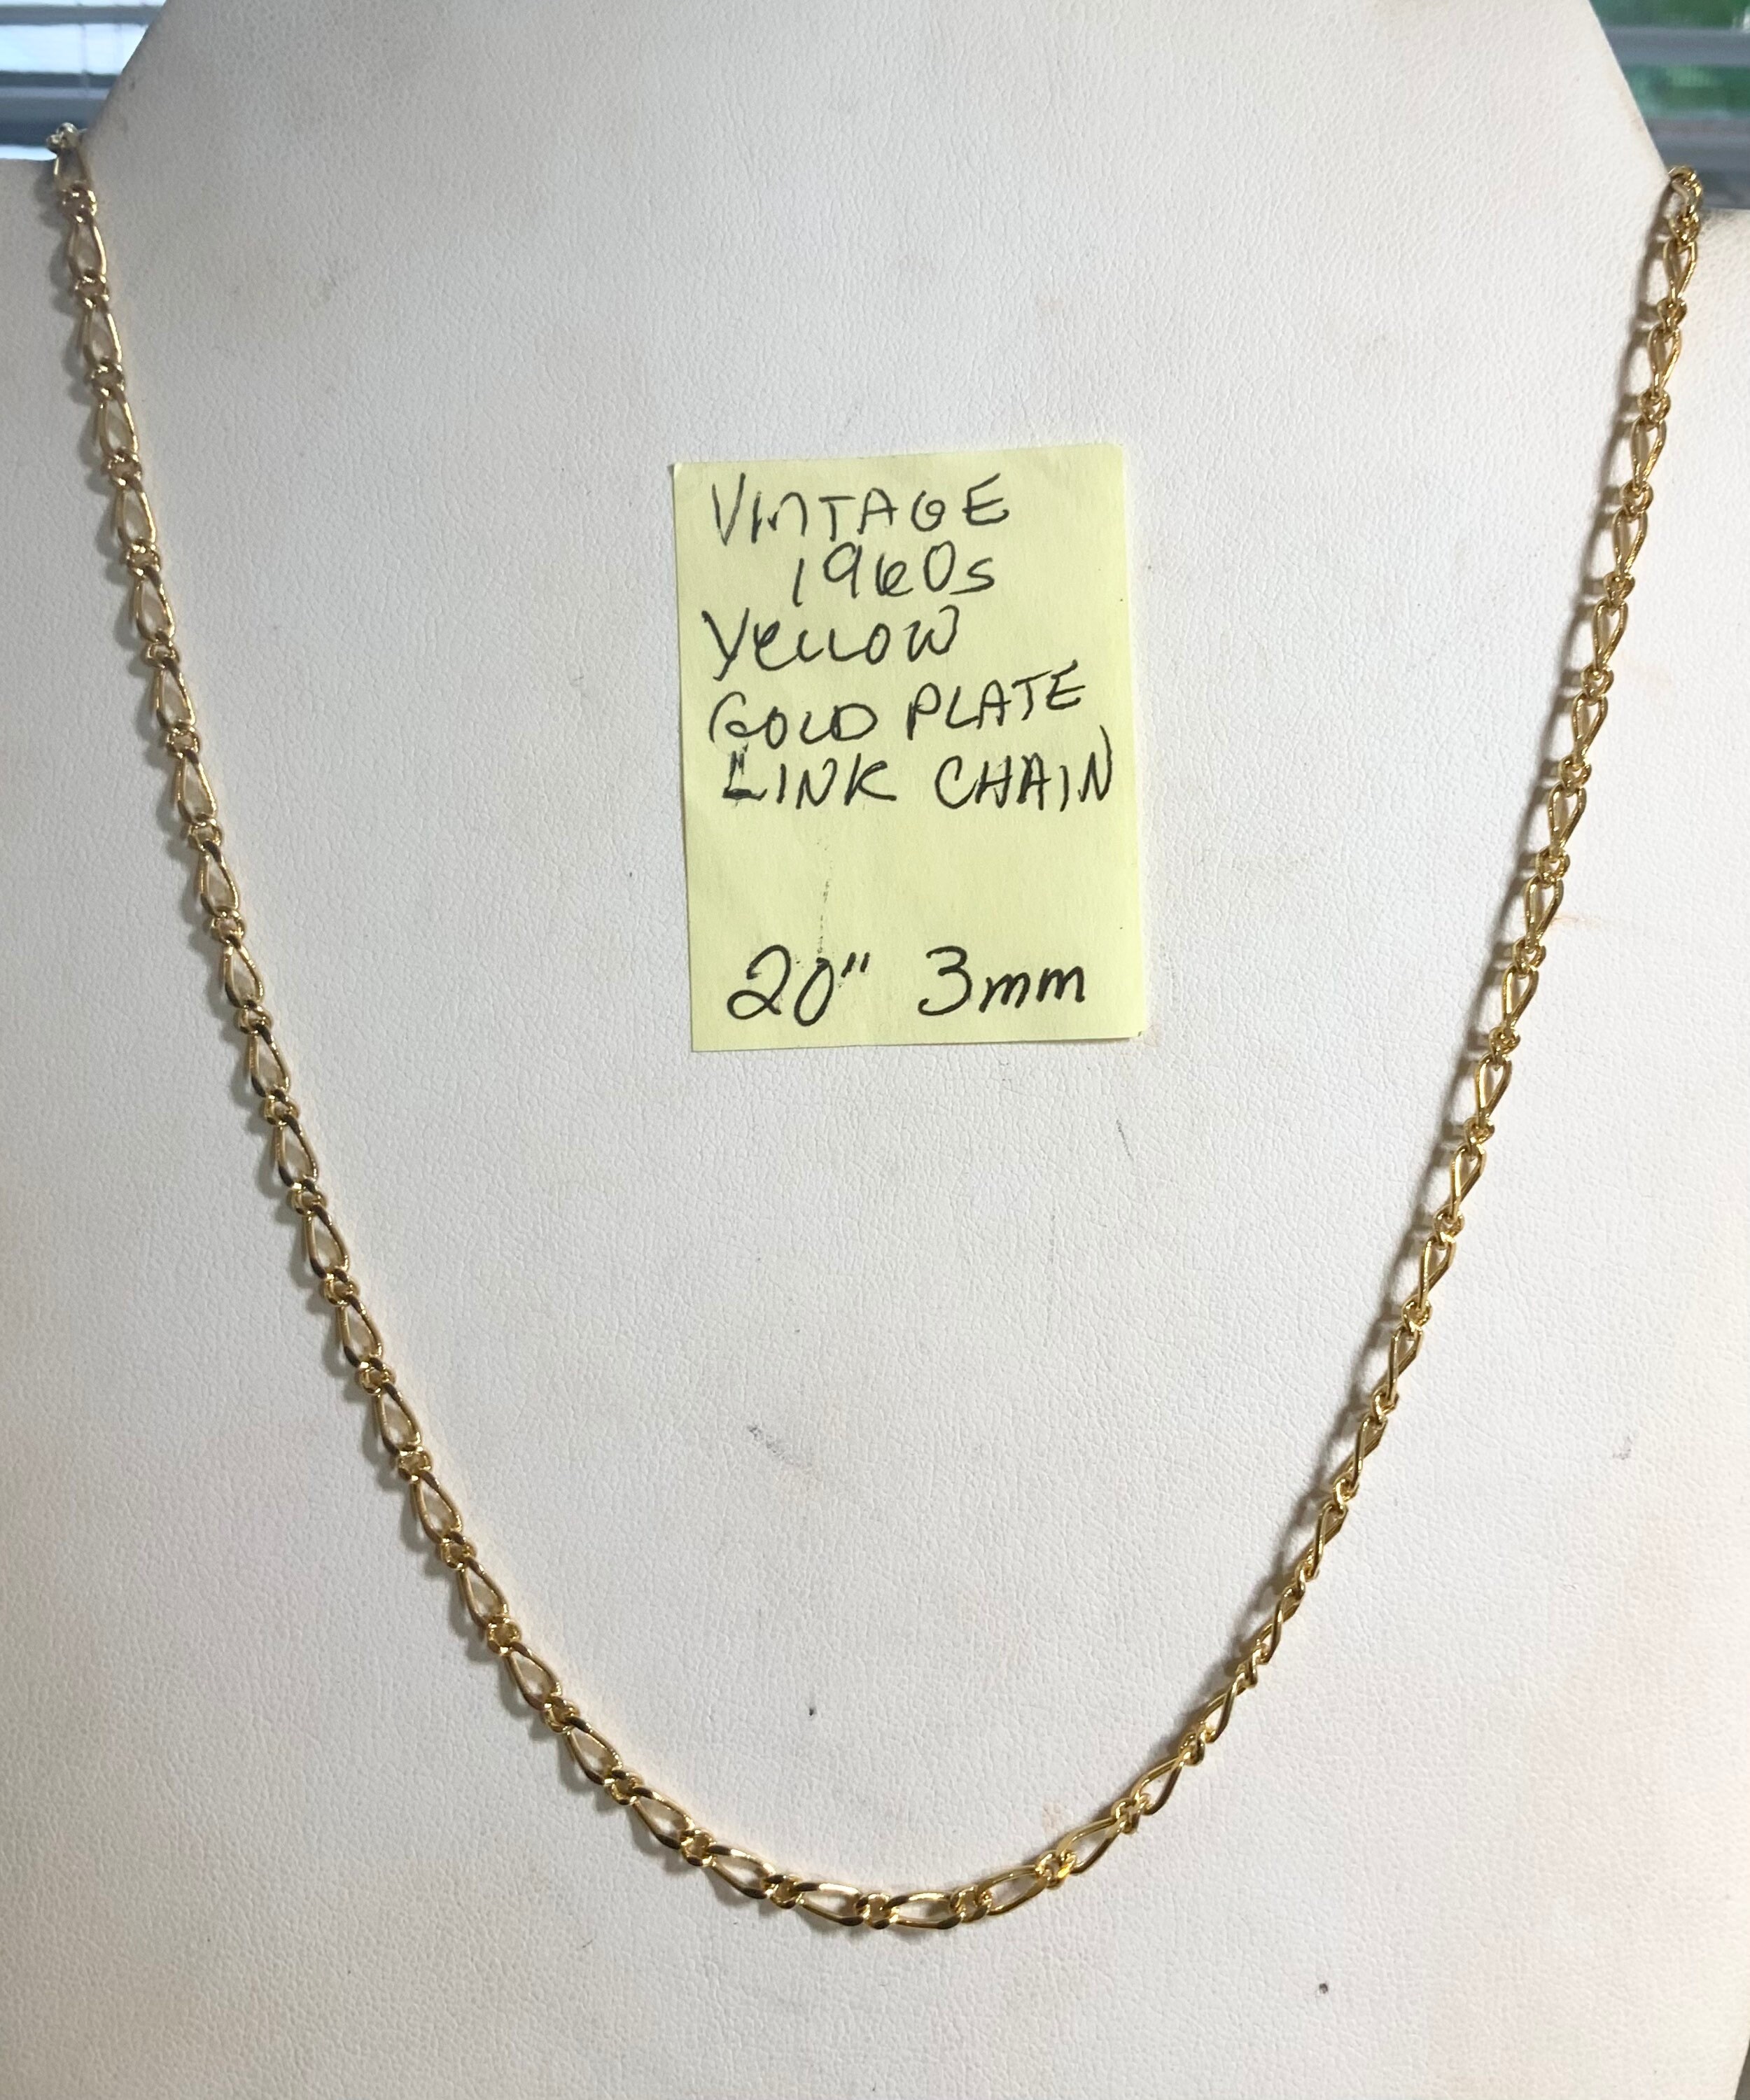 VINTAGE
1960s
YELLOW
GOLD PLATE
LINK CHAIN
20" 3mm